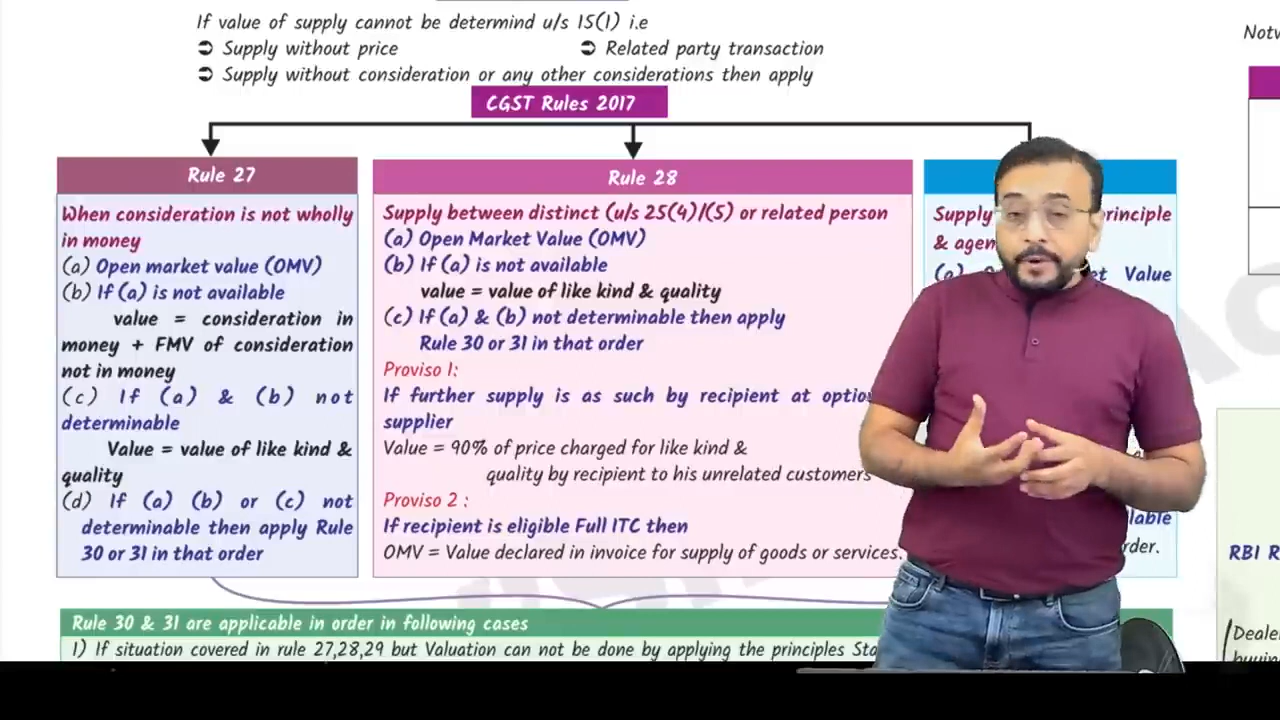 If value of supply cannot be determind u/s 15(1) i.e
➲ Supply without price
➲ Related party transaction
➲ Supply without consideration or any other considerations then apply
CGST Rules 2017
Rule 27
When consideration is not wholly
in money
(a) Open market value (OMV)
(b) If (a) is not available
value = consideration in
money + FMV of consideration
not in money
(c) If (a) & (b) not
determinable
Value = value of like kind &
quality
(d) If (a) (b) or (c) not
determinable then apply Rule
30 or 31 in that order
Rule 28
Supply between distinct (u/s 25(4)/(5) or related person
(a) Open Market Value (OMV)
(b) If (a) is not available
value = value of like kind & quality
(c) If (a) & (b) not determinable then apply
Rule 30 or 31 in that order
Proviso 1:
If further supply is as such by recipient at
supplier
Value = 90% of price charged for like kind &
quality by recipient to his unrelated customers
Proviso 2 :
If recipient is eligible Full ITC then
OMV = Value declared in invoice for supply of goods or services.
Supply principle
&
Value
Rule 30 & 31 are applicable in order in following cases
1) If situation covered in rule 27,28,29 but Valuation can not be done by applying the principles
RBI